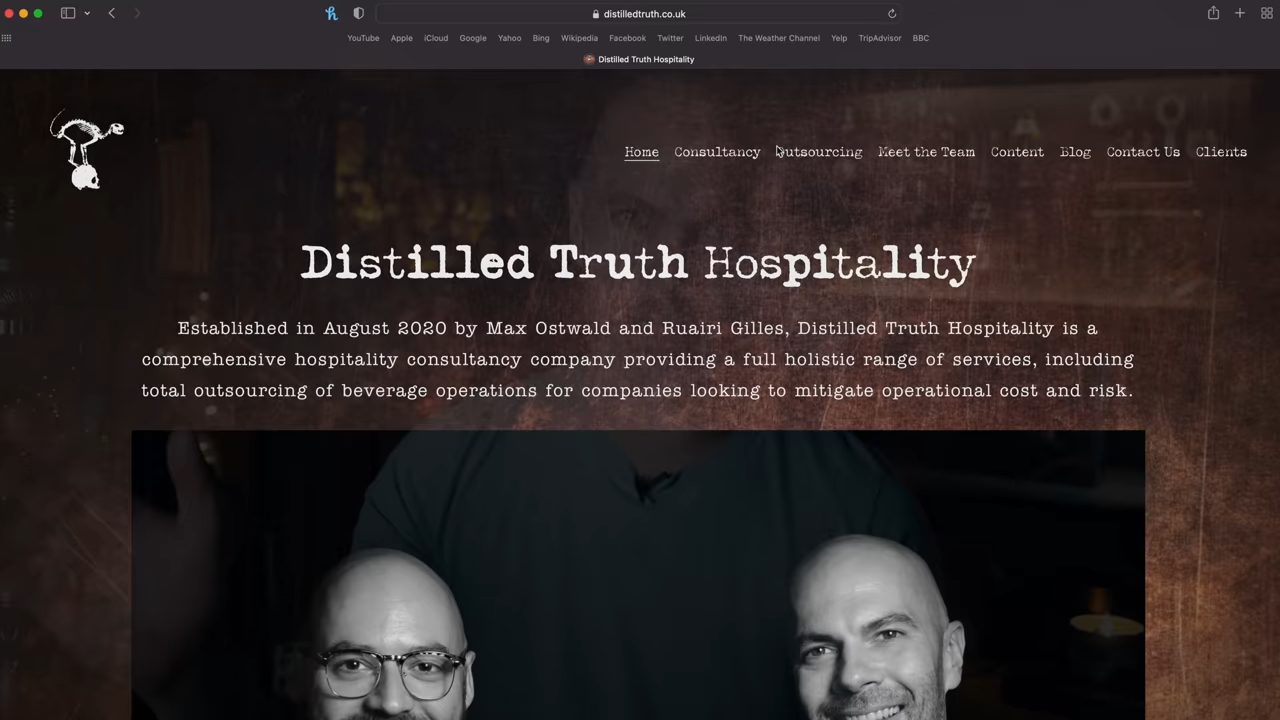 distilledtruth.co.uk
YouTube Apple iCloud Google Yahoo Bing Wikipedia Facebook Twitter LinkedIn The Weather Channel Yelp TripAdvisor BBC
Distilled Truth Hospitality
Home Consultancy Outsourcing Meet the Team Content Blog Contact Us Clients
Distilled Truth Hospitality
Established in August 2020 by Max Ostwald and Ruairi Gilles, Distilled Truth Hospitality is a
comprehensive hospitality consultancy company providing a full holistic range of services, including
total outsourcing of beverage operations for companies looking to mitigate operational cost and risk.